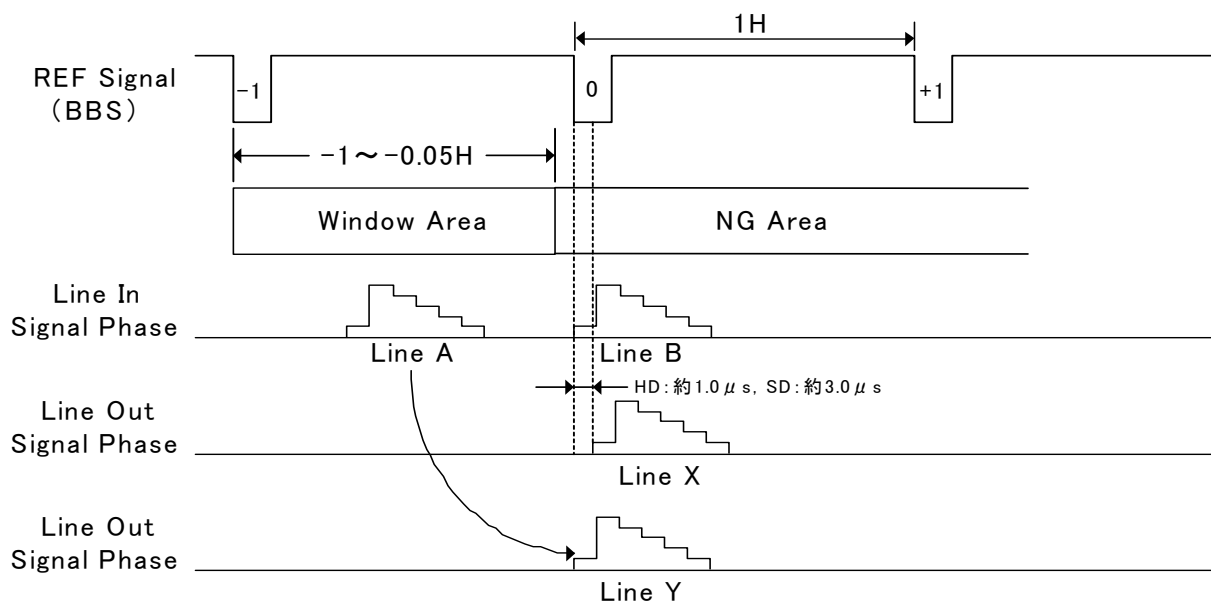 1H
REF Signal
（BBS）
-1
0
+1
-1～-0.05H
Window Area
NG Area
Line In
Signal Phase
Line A
Line B
HD：約1.0μs, SD：約3.0μs
Line Out
Signal Phase
Line X
Line Out
Signal Phase
Line Y